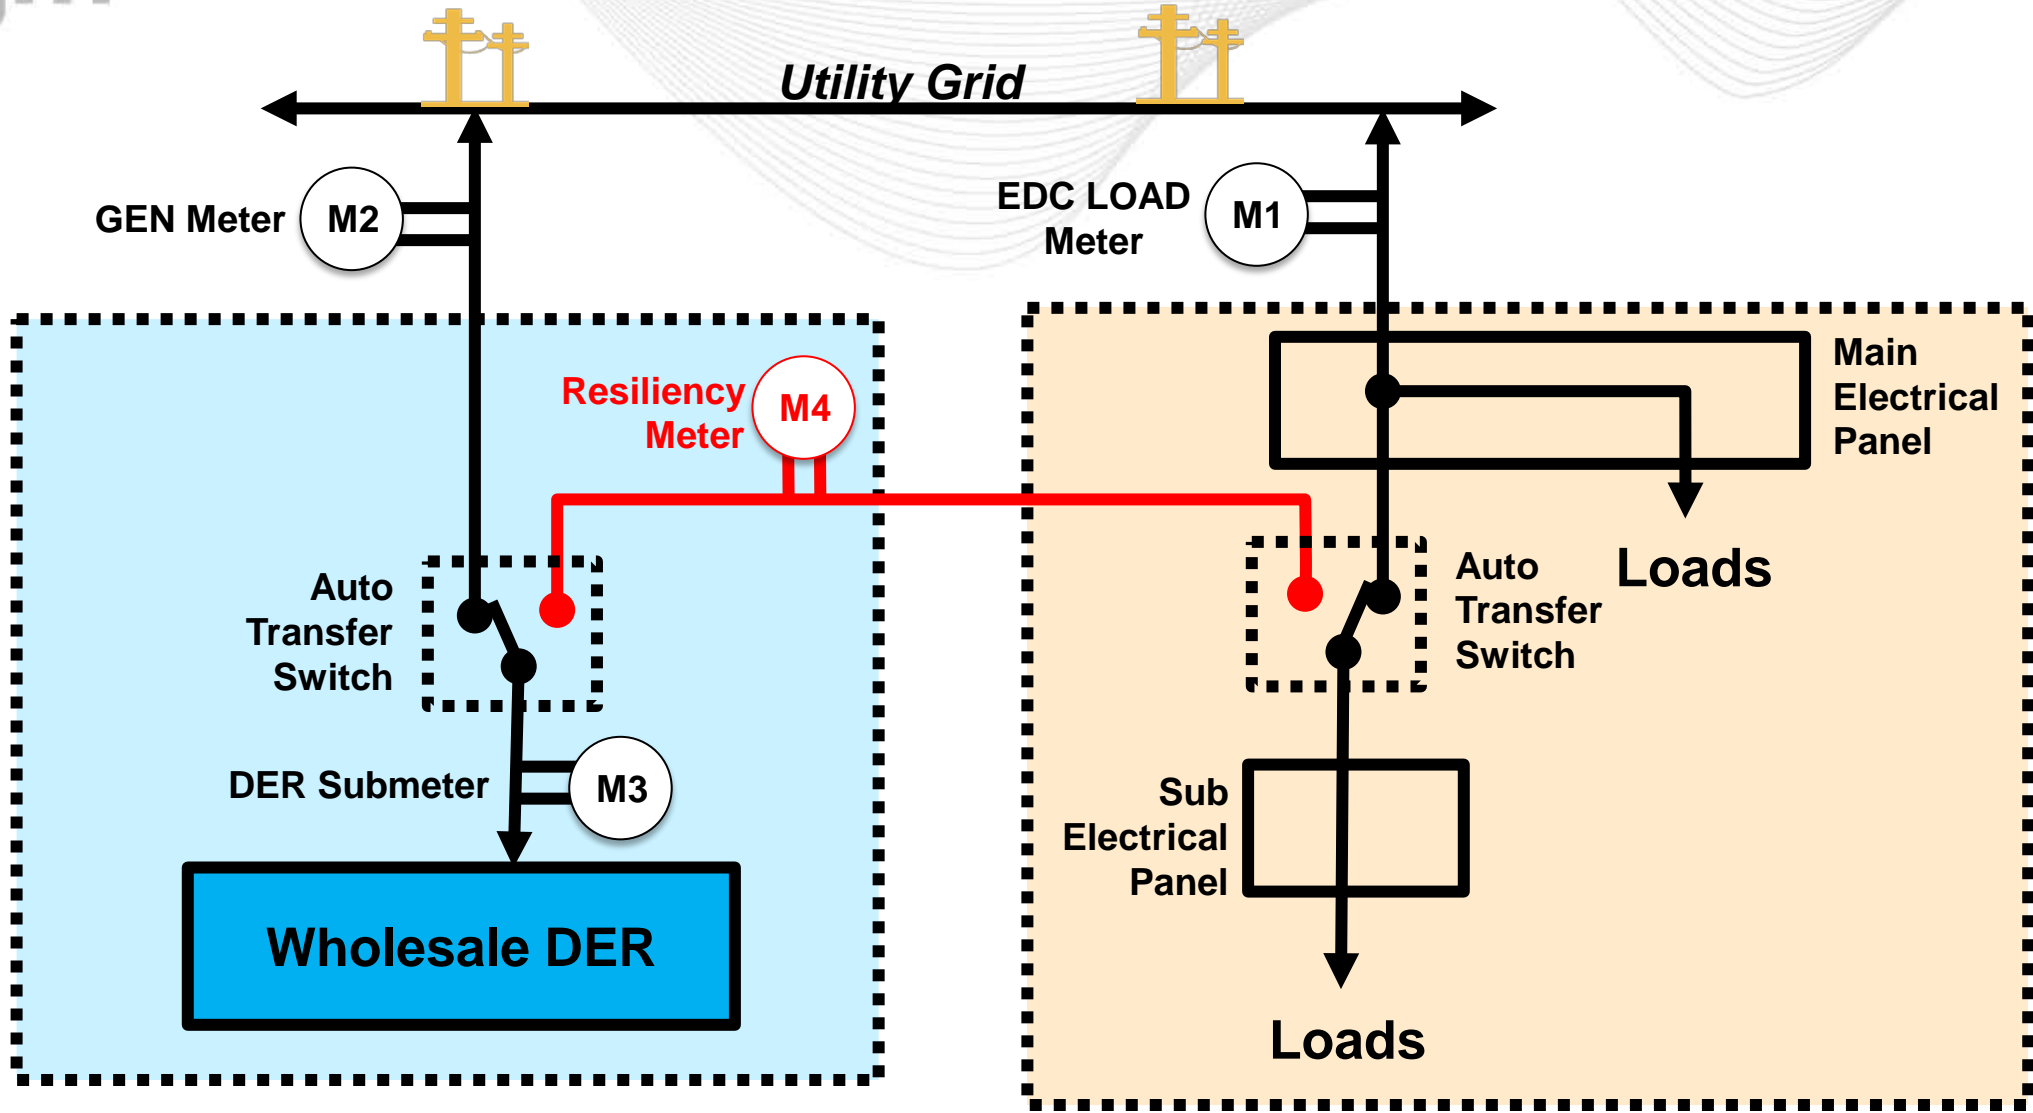 Utility Grid
GEN Meter
M2
EDC LOAD
Meter
M1
Resiliency
Meter
M4
Main
Electrical
Panel
Auto
Transfer
Switch
Auto
Transfer
Switch
Loads
DER Submeter
M3
Sub
Electrical
Panel
Wholesale DER
Loads